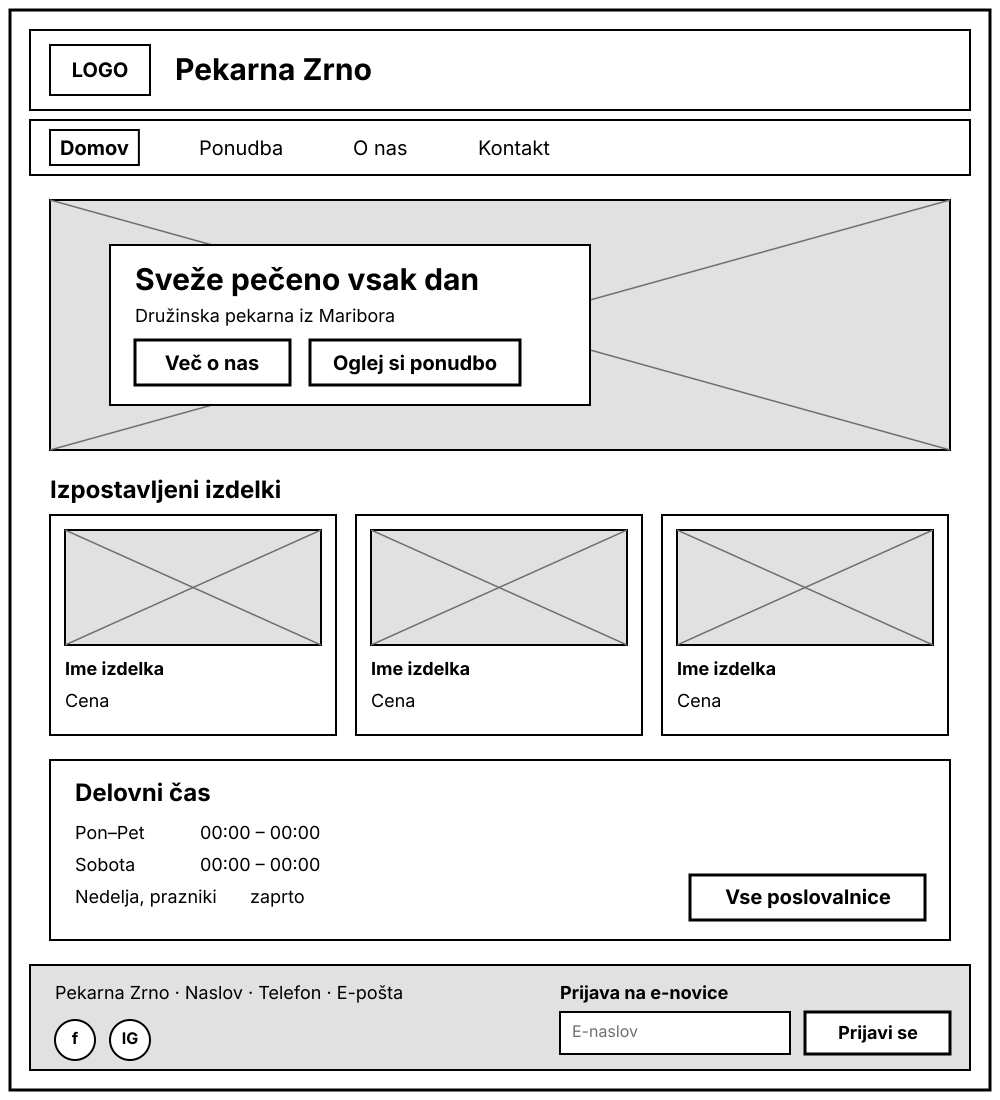 LOGO
Pekarna Zrno
Domov
Ponudba
O nas
Kontakt
Sveže pečeno vsak dan
Družinska pekarna iz Maribora
Več o nas
Oglej si ponudbo
Izpostavljeni izdelki
Ime izdelka
Cena
Ime izdelka
Cena
Ime izdelka
Cena
Delovni čas
Pon–Pet 00:00 – 00:00
Sobota 00:00 – 00:00
Nedelja, prazniki zaprto
Vse poslovalnice
Pekarna Zrno · Naslov · Telefon · E-pošta
f
IG
Prijava na e-novice
E-naslov
Prijavi se